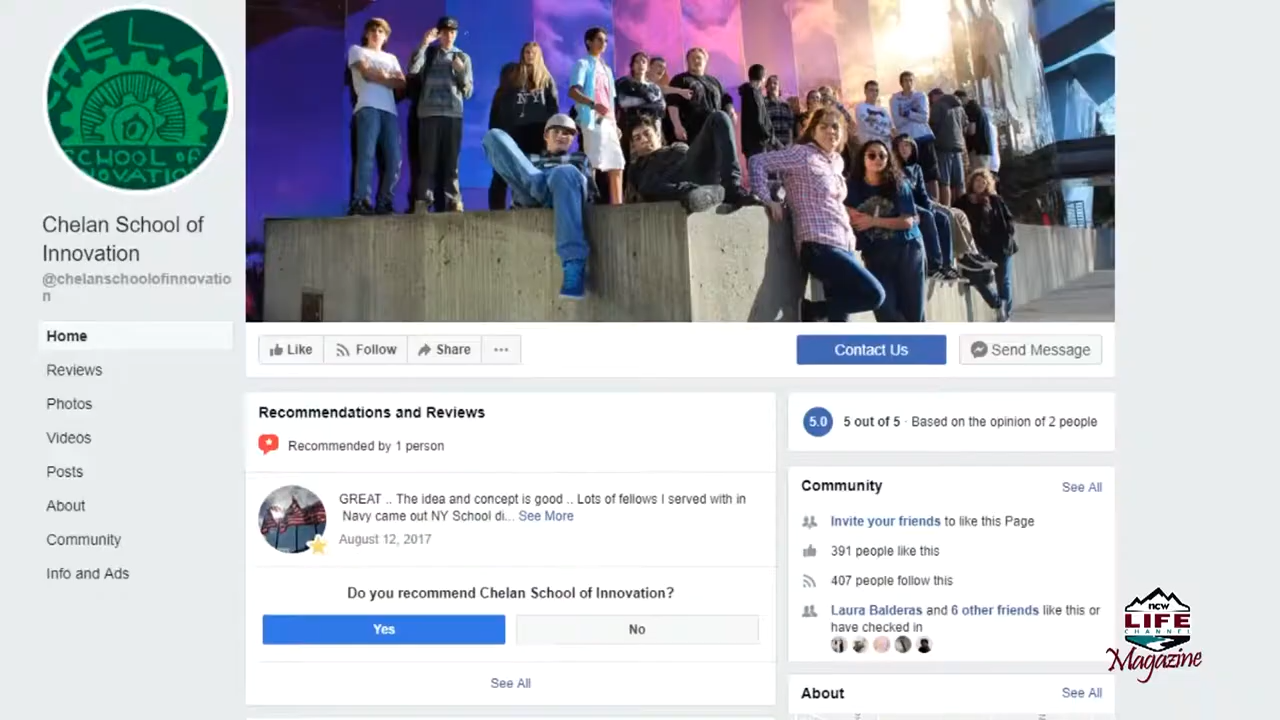 CHELAN
SCHOOL OF
INNOVATION
Chelan School of
Innovation
@chelanschoolofinnovatio
n
Home
Reviews
Photos
Videos
Posts
About
Community
Info and Ads
NY
Like
Follow
Share
Contact Us
Send Message
Recommendations and Reviews
Recommended by 1 person
GREAT .. The idea and concept is good .. Lots of fellows I served with in
Navy came out NY School di... See More
August 12, 2017
Do you recommend Chelan School of Innovation?
Yes
No
See All
5.0
5 out of 5 · Based on the opinion of 2 people
Community
See All
Invite your friends to like this Page
391 people like this
407 people follow this
Laura Balderas and 6 other friends like this or
have checked in
About
See All
ncw
LIFE
CHANNEL
Magazine